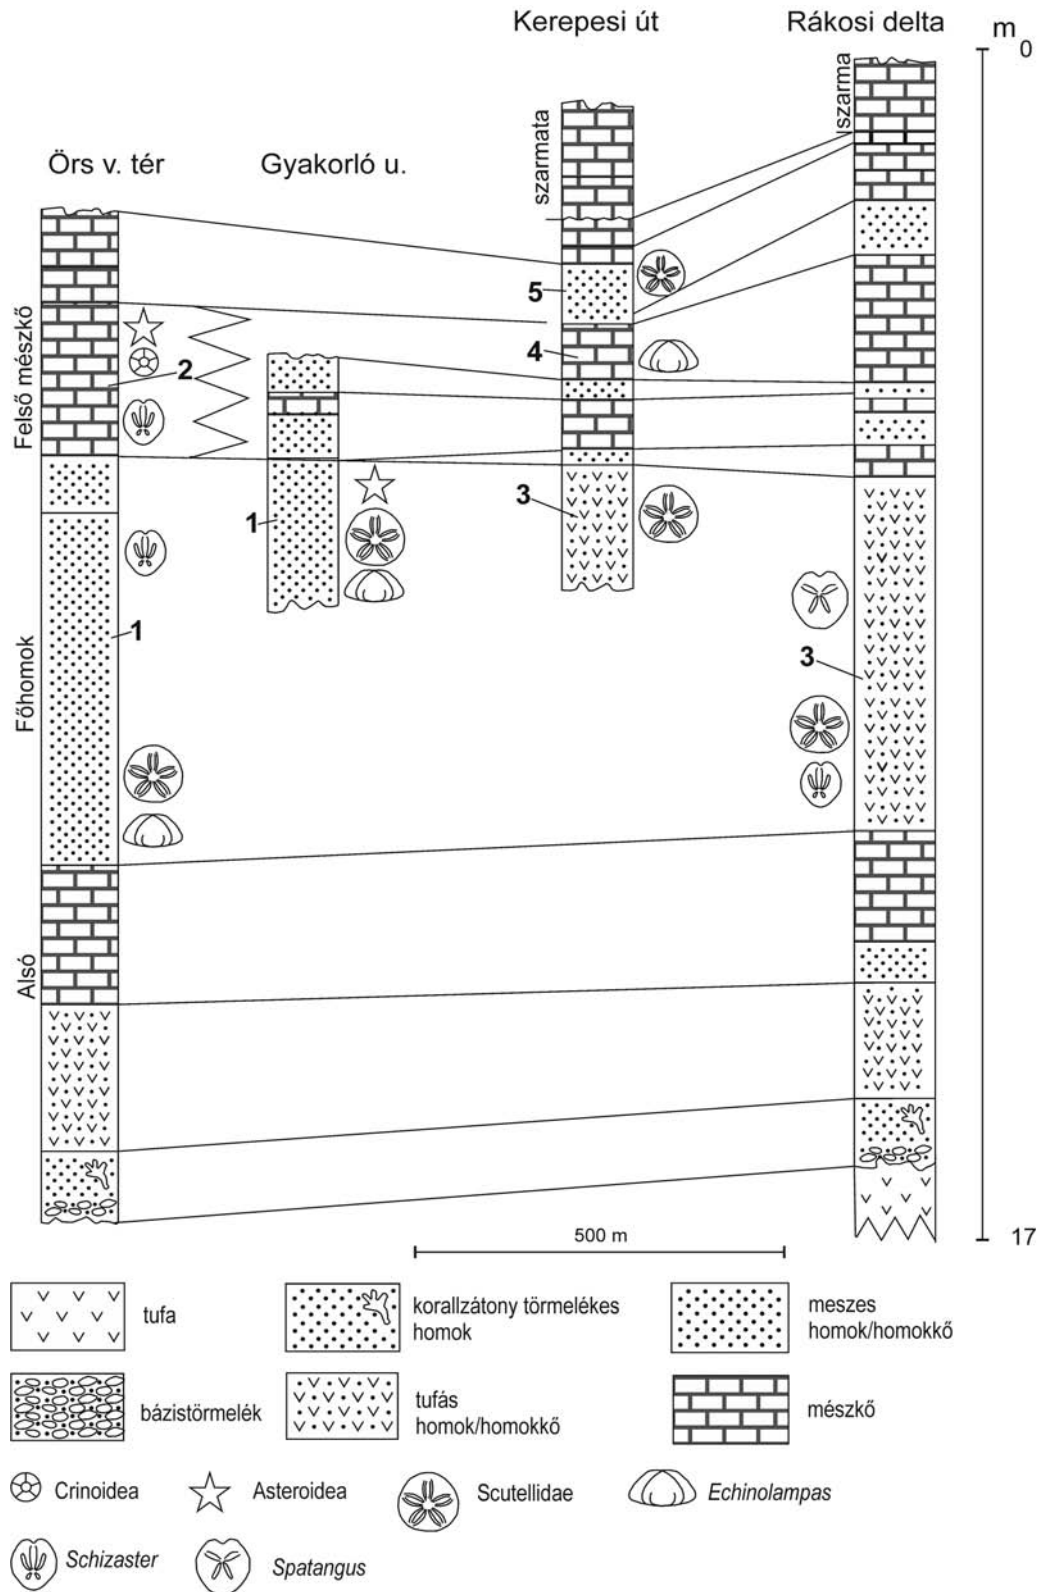 Kerepesi út
Rákosi delta
m
0
Örs v. tér
Gyakorló u.
szarmata
szarma
Felső mészkő
Főhomok
Alsó
2
1
1
5
4
3
3
500 m
17
tufa
korallzátony törmelékes
homok
meszes
homok/homokkő
bázistörmelék
tufás
homok/homokkő
mészkő
Crinoidea
Asteroidea
Scutellidae
Echinolampas
Schizaster
Spatangus